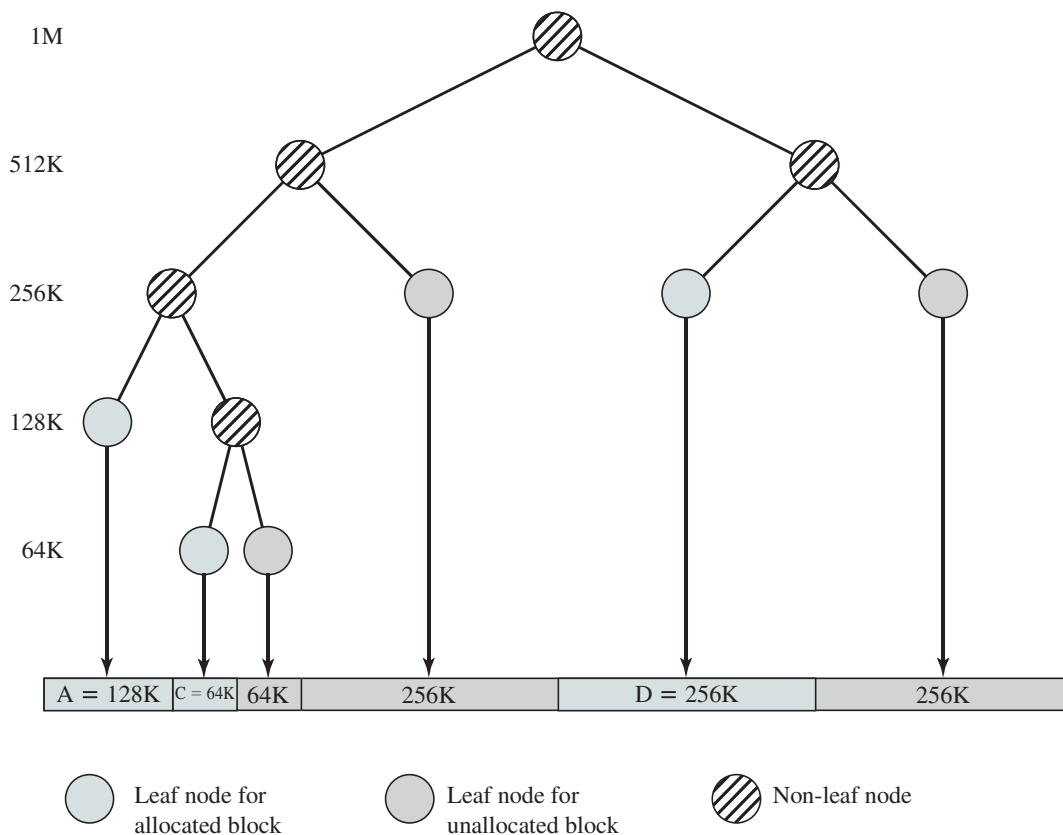 1M
512K
256K
128K
64K
A = 128K C = 64K 64K 256K D = 256K 256K
Leaf node for
allocated block
Leaf node for
unallocated block
Non-leaf node